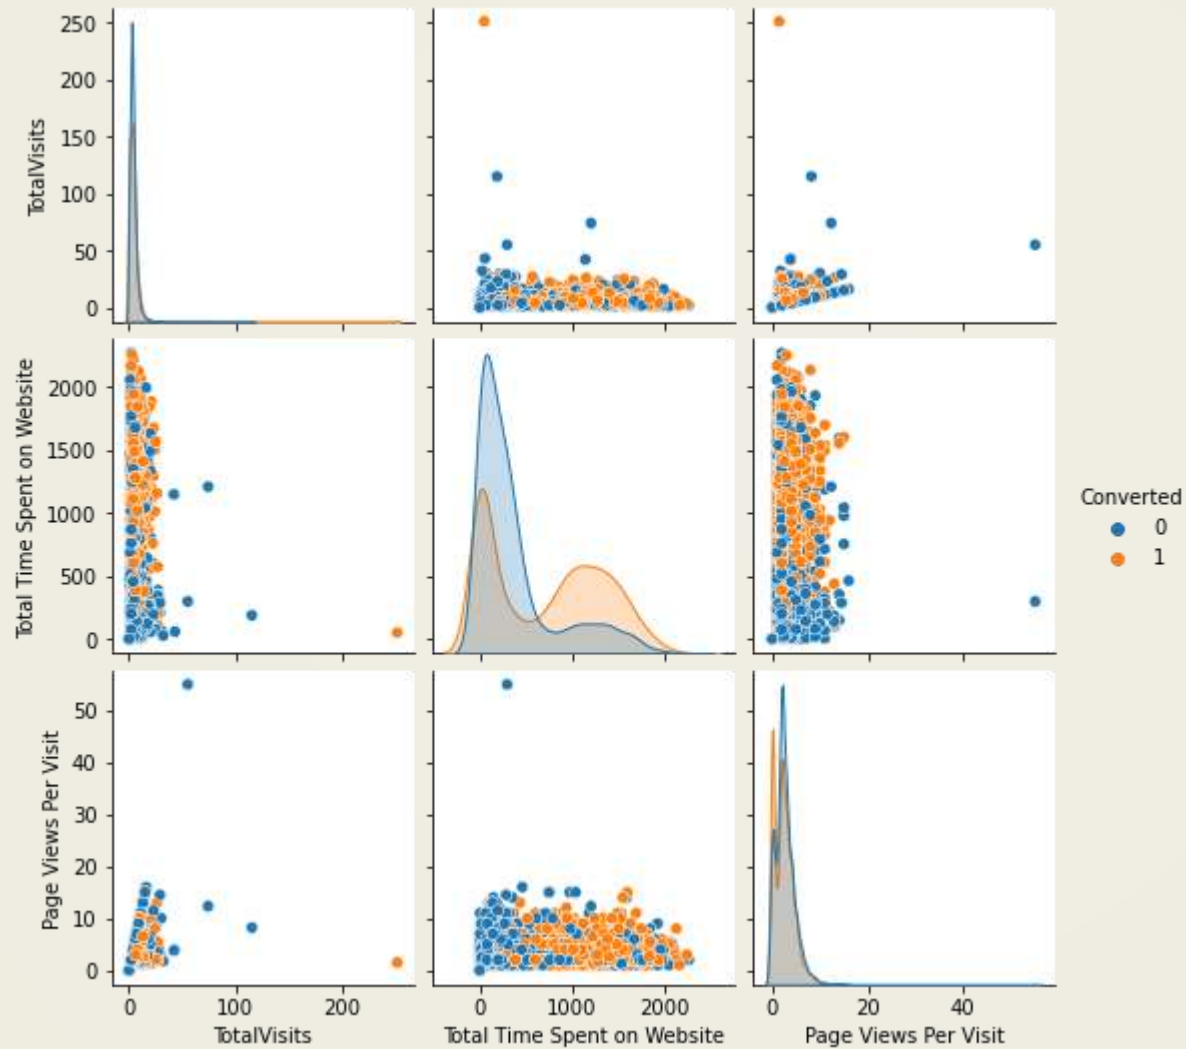 250
200
150
100
50
0
TotalVisits
2000
1500
1000
500
0
Total Time Spent on Website
Converted
0
1
50
40
30
20
10
0
Page Views Per Visit
0 100 200
0 1000 2000
0 20 40
TotalVisits
Total Time Spent on Website
Page Views Per Visit